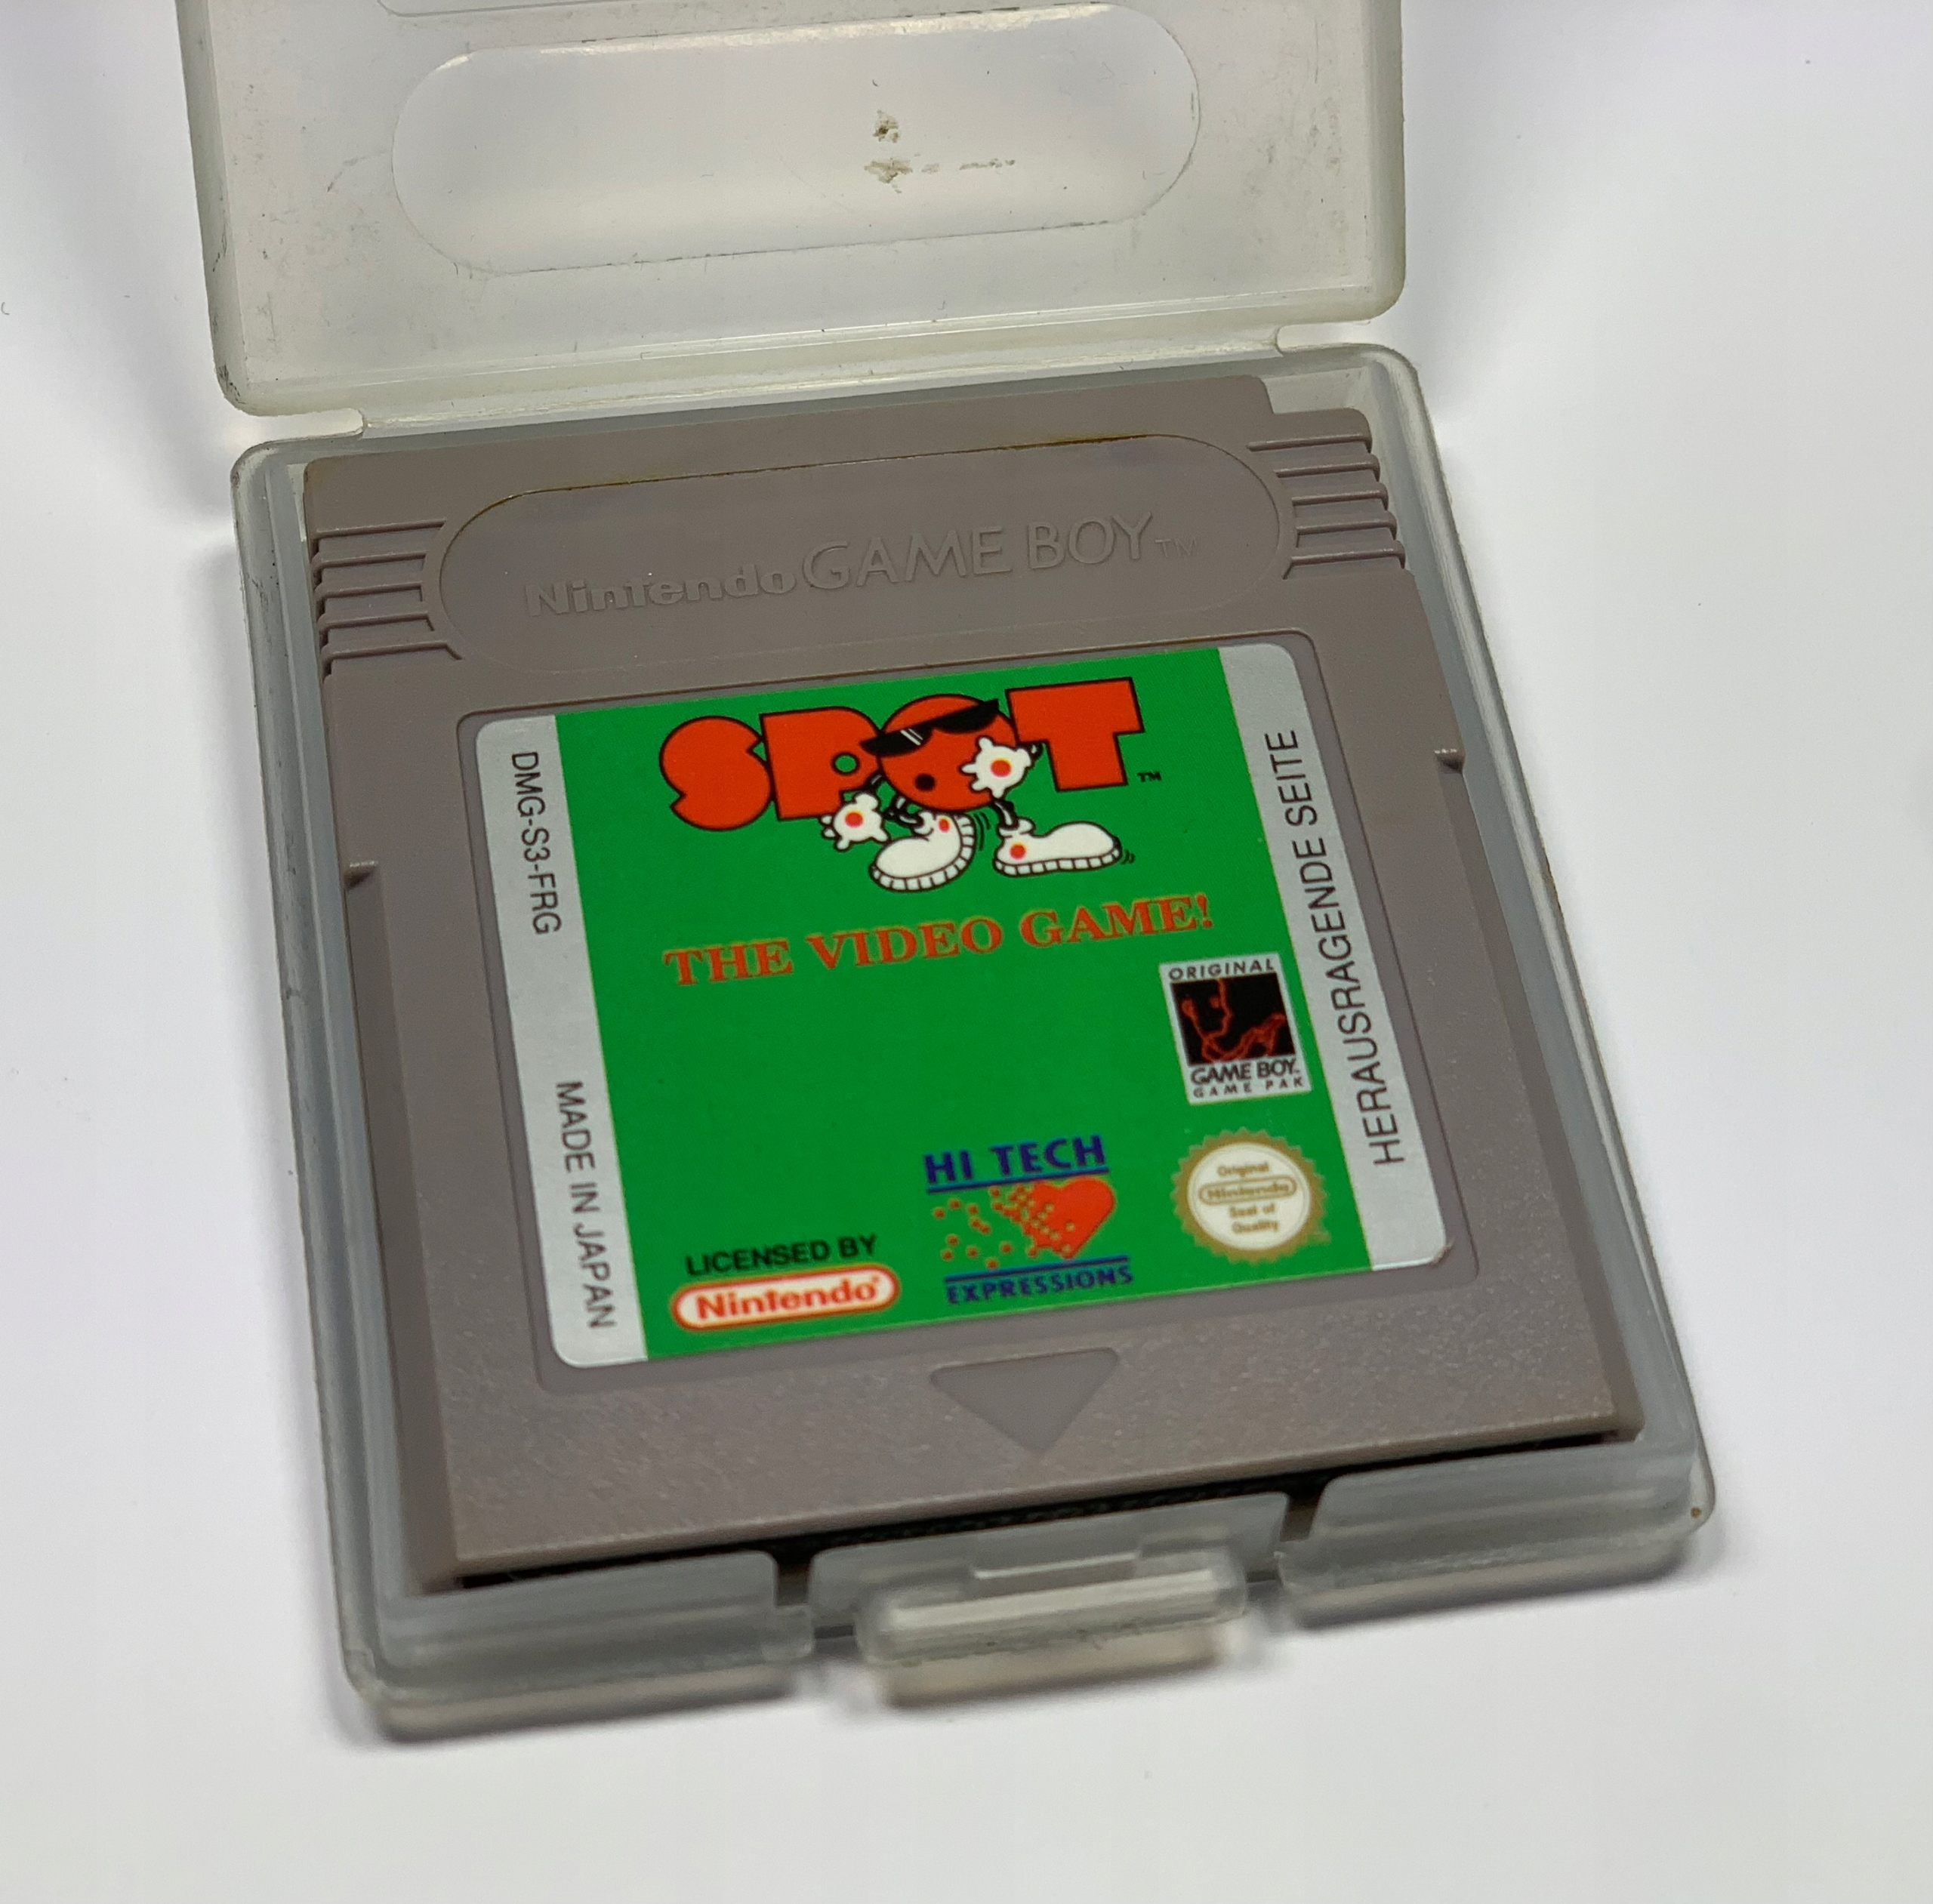 Nintendo GAME BOY™
SPOT™
THE VIDEO GAME!
DMG-S3-FRG
MADE IN JAPAN
HERAUSRAGENDE SEITE
ORIGINAL
GAME BOY™
GAME PAK
HI TECH
EXPRESSIONS
LICENSED BY
Nintendo®
Original
Nintendo
Seal of
Quality